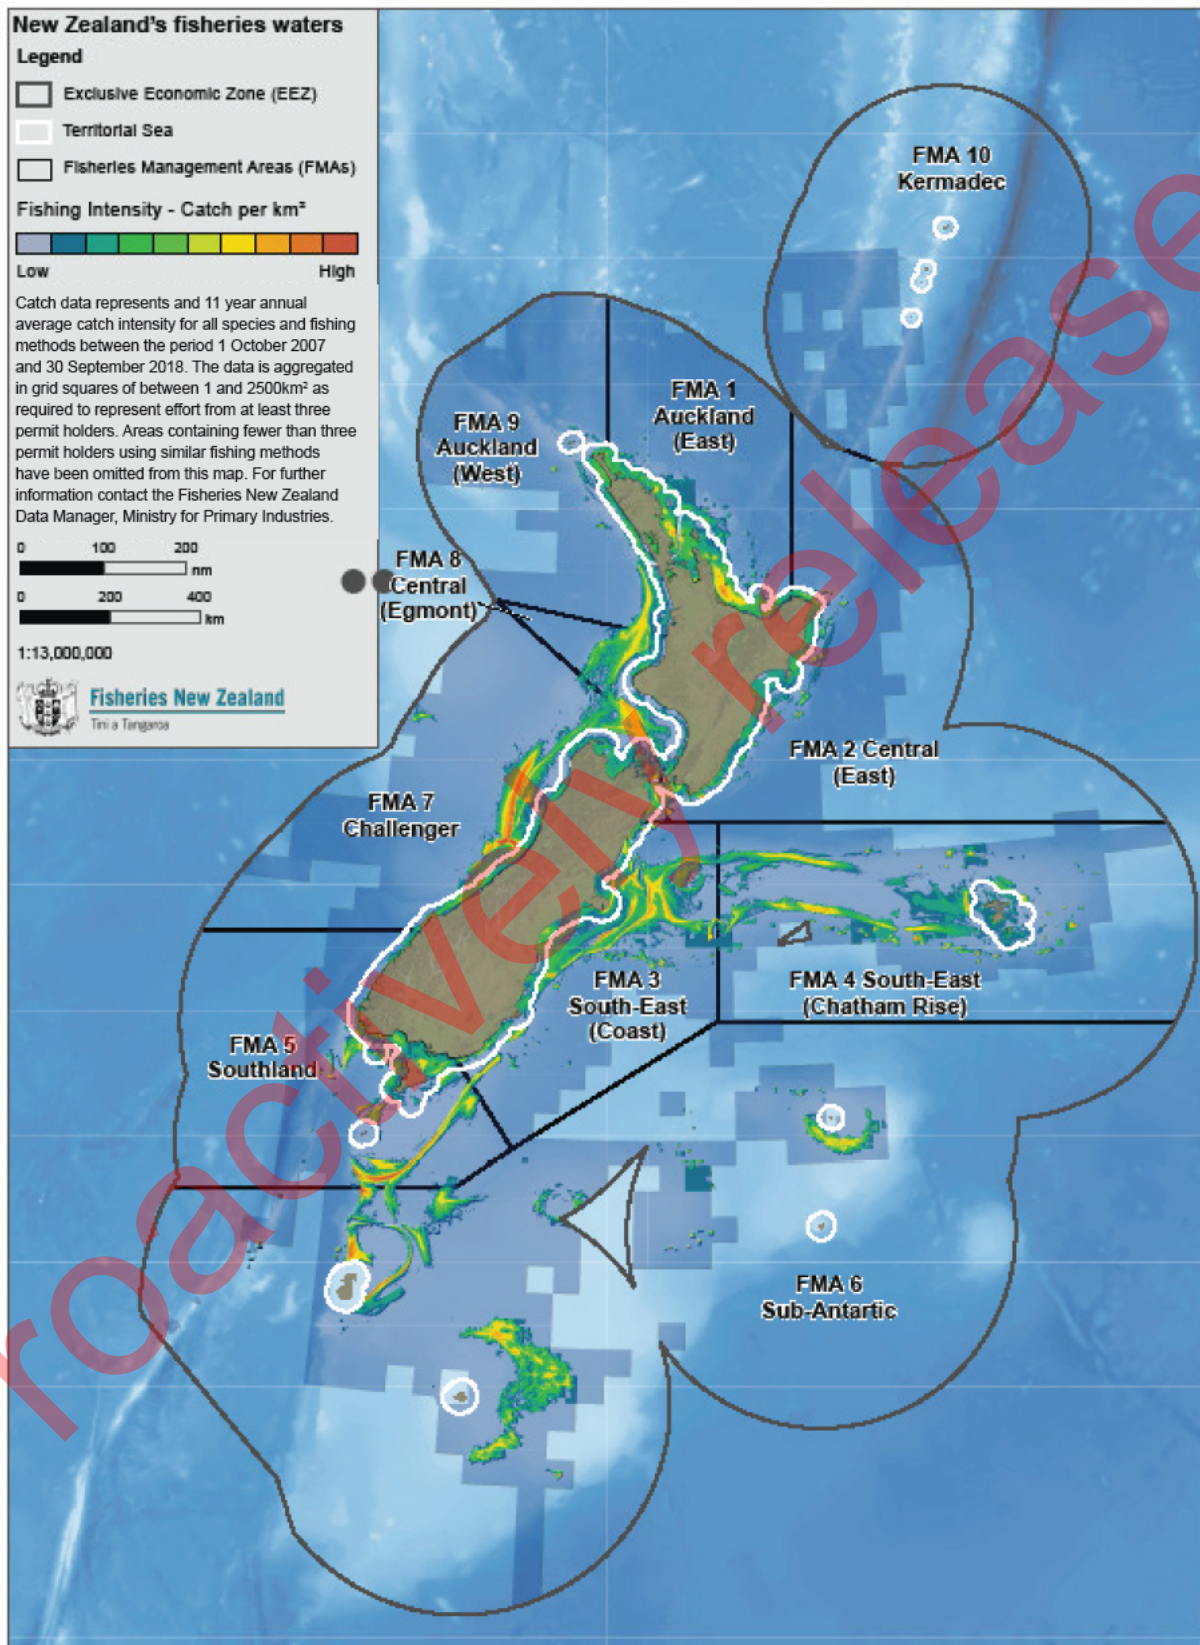 New Zealand's fisheries waters
Legend
Exclusive Economic Zone (EEZ)
Territorial Sea
Fisheries Management Areas (FMAs)
Fishing Intensity - Catch per km²
Low High
Catch data represents and 11 year annual
average catch intensity for all species and fishing
methods between the period 1 October 2007
and 30 September 2018. The data is aggregated
in grid squares of between 1 and 2500km² as
required to represent effort from at least three
permit holders. Areas containing fewer than three
permit holders using similar fishing methods
have been omitted from this map. For further
information contact the Fisheries New Zealand
Data Manager, Ministry for Primary Industries.
0 100 200
nm
0 200 400
km
1:13,000,000
Fisheries New Zealand
Tini a Tangaroa
FMA 10
Kermadec
FMA 1
Auckland
(East)
FMA 9
Auckland
(West)
FMA 8
Central
(Egmont)
FMA 2 Central
(East)
FMA 7
Challenger
FMA 3
South-East
(Coast)
FMA 4 South-East
(Chatham Rise)
FMA 5
Southland
FMA 6
Sub-Antartic
roactively release